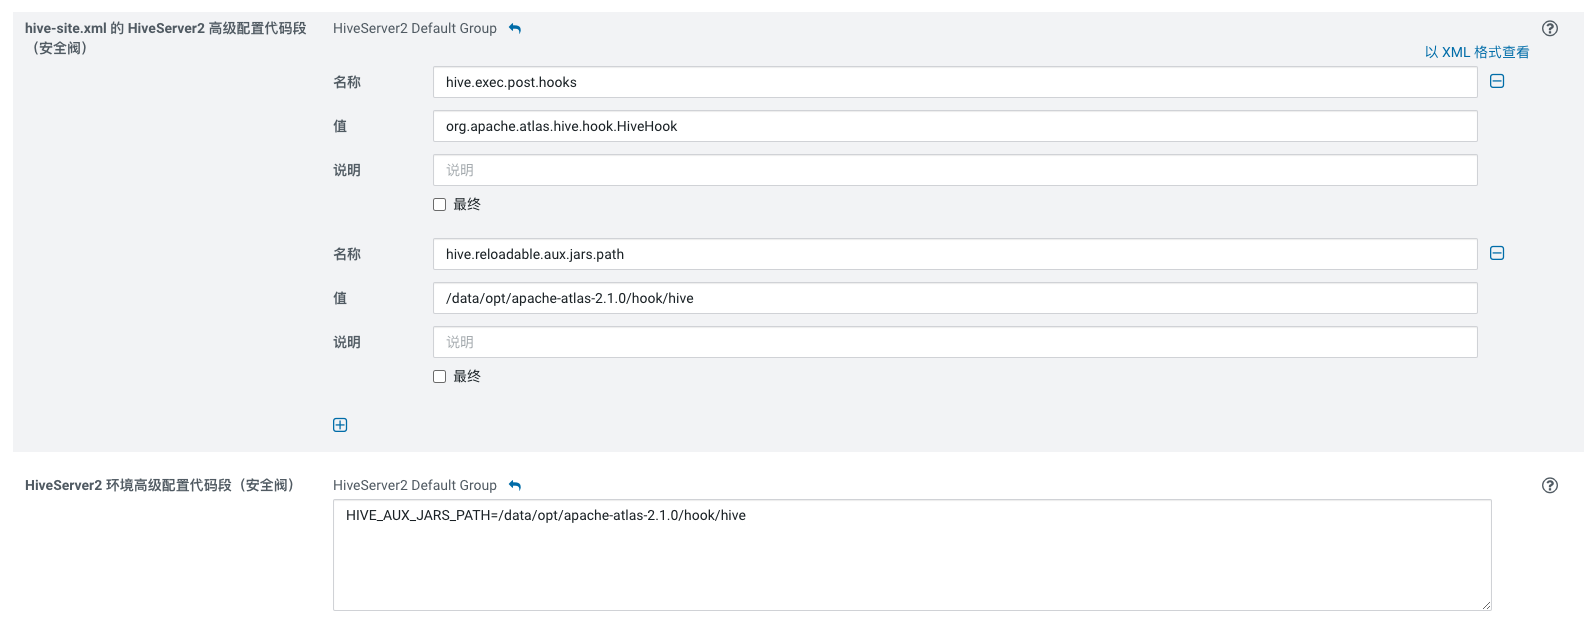 hive-site.xml 的 HiveServer2 高级配置代码段
（安全阀）
HiveServer2 Default Group
以 XML 格式查看
名称
hive.exec.post.hooks
值
org.apache.atlas.hive.hook.HiveHook
说明
说明
最终
名称
hive.reloadable.aux.jars.path
值
/data/opt/apache-atlas-2.1.0/hook/hive
说明
说明
最终
HiveServer2 环境高级配置代码段（安全阀）
HiveServer2 Default Group
HIVE_AUX_JARS_PATH=/data/opt/apache-atlas-2.1.0/hook/hive